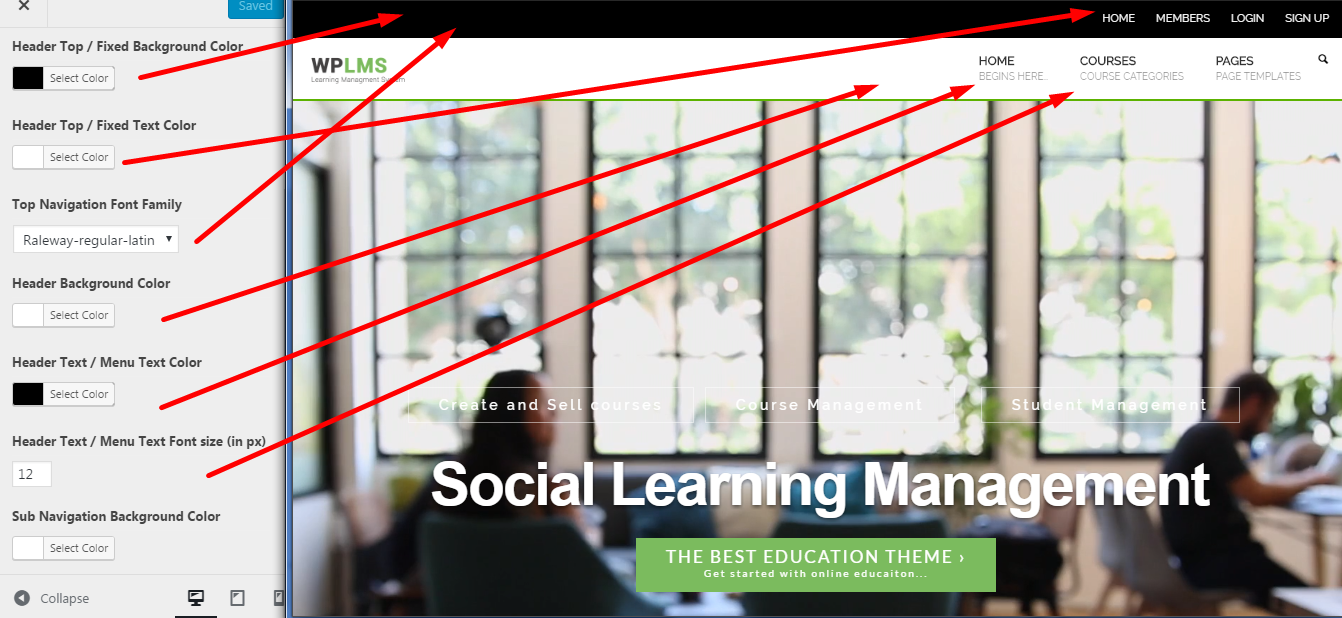 Saved
Header Top / Fixed Background Color
Select Color
Header Top / Fixed Text Color
Select Color
Top Navigation Font Family
Raleway-regular-latin
Header Background Color
Select Color
Header Text / Menu Text Color
Select Color
Header Text / Menu Text Font size (in px)
12
Sub Navigation Background Color
Select Color
Collapse
HOME MEMBERS LOGIN SIGN UP
WPLMS
Learning Managment System
HOME COURSES PAGES
BEGINS HERE.. COURSE CATEGORIES PAGE TEMPLATES
Create and Sell courses Course Management Student Management
Social Learning Management
THE BEST EDUCATION THEME ›
Get started with online educaiton...